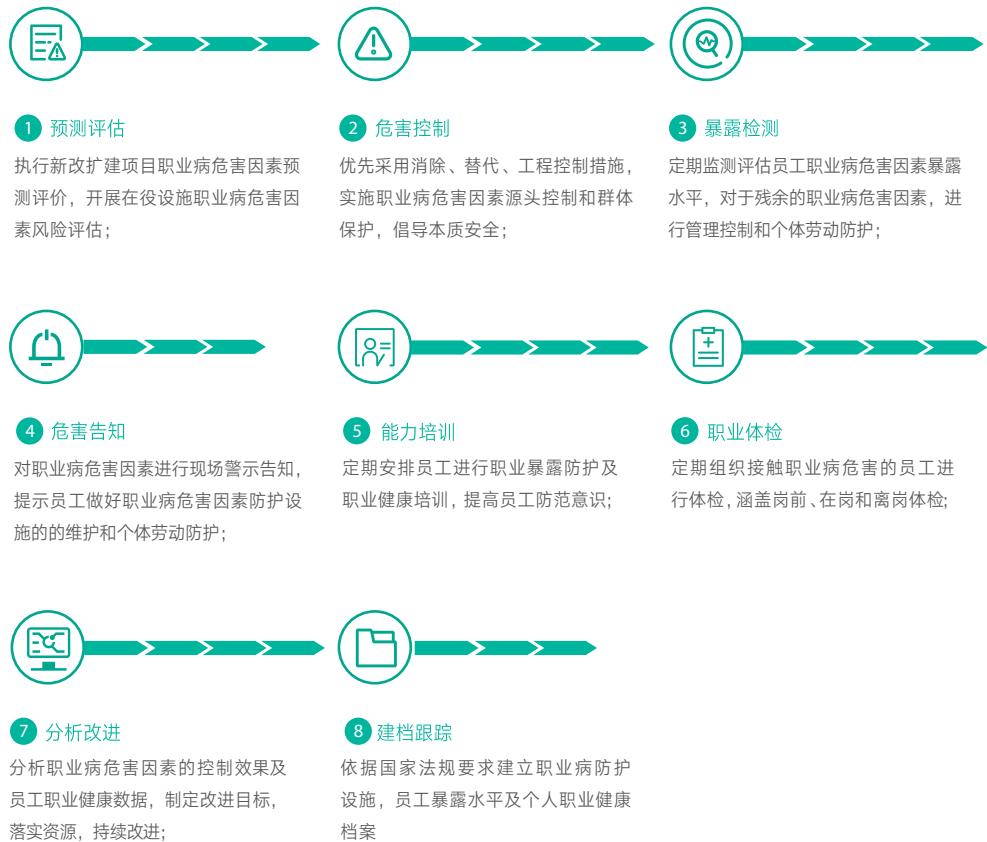 1 预测评估
执行新改扩建项目职业病危害因素预
测评价，开展在役设施职业病危害因
素风险评估；
2 危害控制
优先采用消除、替代、工程控制措施，
实施职业病危害因素源头控制和群体
保护，倡导本质安全；
3 暴露检测
定期监测评估员工职业病危害因素暴露
水平，对于残余的职业病危害因素，进
行管理控制和个体劳动防护；
4 危害告知
对职业病危害因素进行现场警示告知，
提示员工做好职业病危害因素防护设
施的的维护和个体劳动防护；
5 能力培训
定期安排员工进行职业暴露防护及
职业健康培训，提高员工防范意识；
6 职业体检
定期组织接触职业病危害的员工进
行体检，涵盖岗前、在岗和离岗体检；
7 分析改进
分析职业病危害因素的控制效果及
员工职业健康数据，制定改进目标，
落实资源，持续改进；
8 建档跟踪
依据国家法规要求建立职业病防护
设施，员工暴露水平及个人职业健康
档案